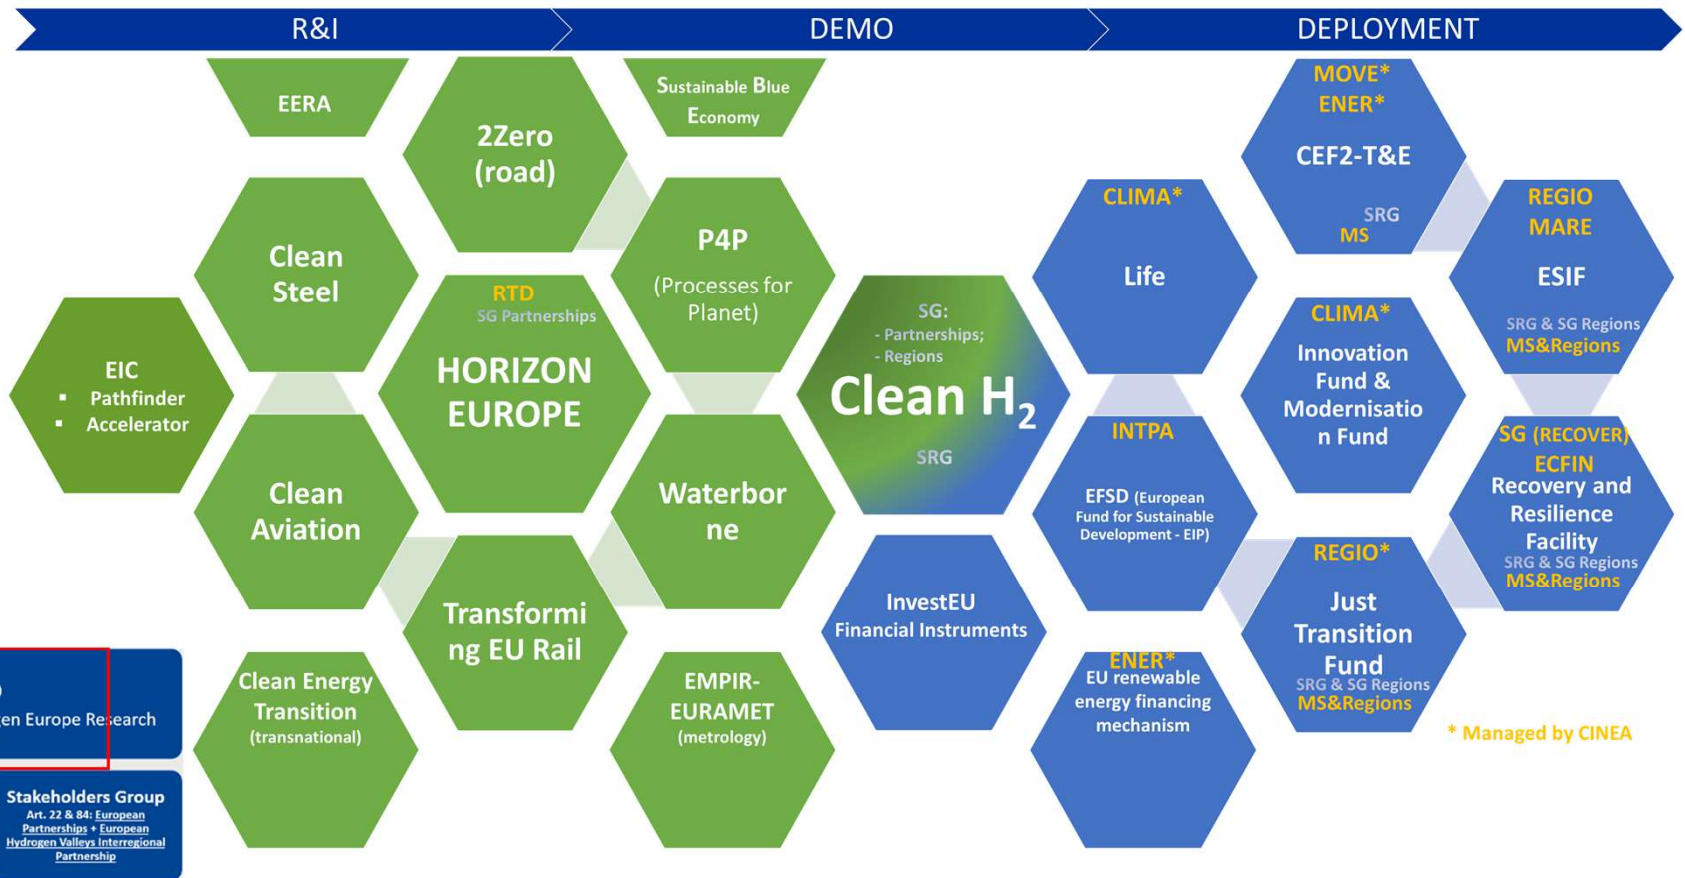 R&I
DEMO
DEPLOYMENT
EERA
2Zero
(road)
Sustainable Blue
Economy
Clean
Steel
P4P
(Processes for
Planet)
EIC
▪ Pathfinder
▪ Accelerator
RTD
SG Partnerships
HORIZON
EUROPE
Clean
Aviation
Waterbor
ne
Transformi
ng EU Rail
Clean Energy
Transition
(transnational)
EMPIR-
EURAMET
(metrology)
SG:
- Partnerships;
- Regions
Clean H₂
SRG
InvestEU
Financial Instruments
CLIMA*
Life
INTPA
EFSD (European
Fund for Sustainable
Development - EIP)
ENER*
EU renewable
energy financing
mechanism
MOVE*
ENER*
CEF2-T&E
SRG
MS
CLIMA*
Innovation
Fund &
Modernisatio
n Fund
REGIO*
Just
Transition
Fund
SRG & SG Regions
MS&Regions
REGIO
MARE
ESIF
SRG & SG Regions
MS&Regions
SG (RECOVER)
ECFIN
Recovery and
Resilience
Facility
SRG & SG Regions
MS&Regions
* Managed by CINEA
gen Europe Research
Stakeholders Group
Art. 22 & 84: European
Partnerships + European
Hydrogen Valleys Interregional
Partnership